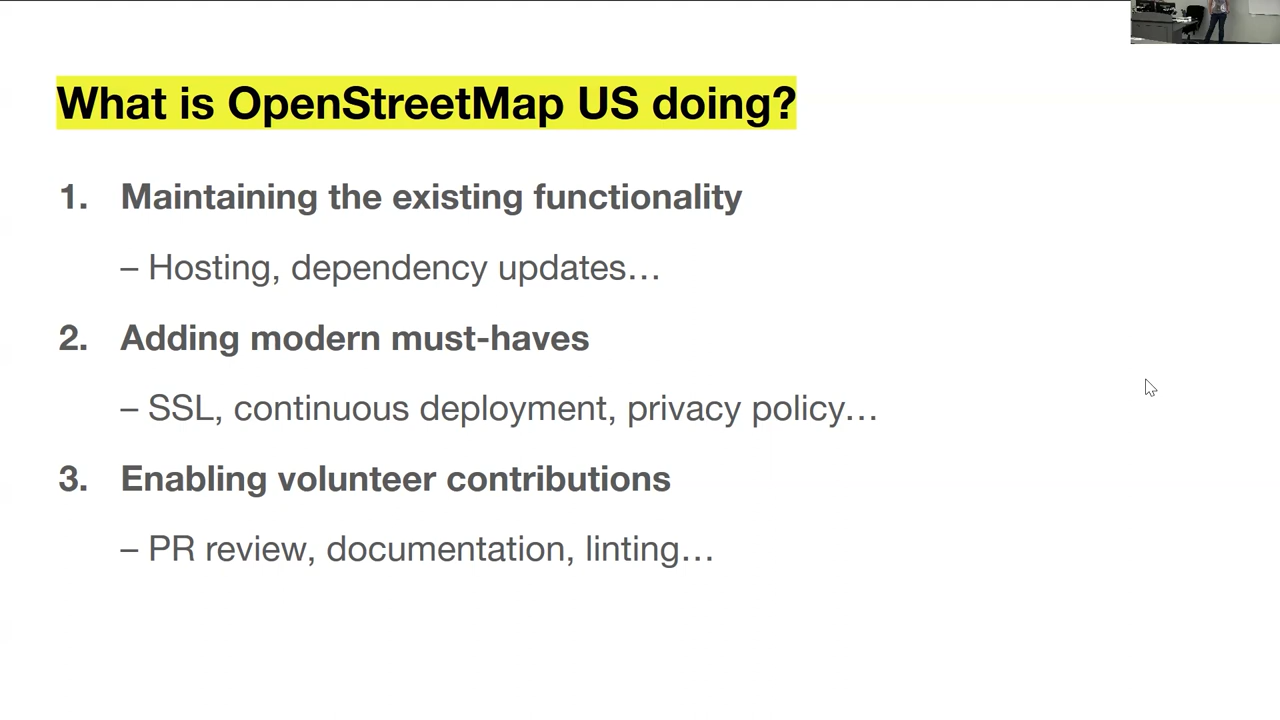 What is OpenStreetMap US doing?
1. Maintaining the existing functionality
– Hosting, dependency updates…
2. Adding modern must-haves
– SSL, continuous deployment, privacy policy…
3. Enabling volunteer contributions
– PR review, documentation, linting…